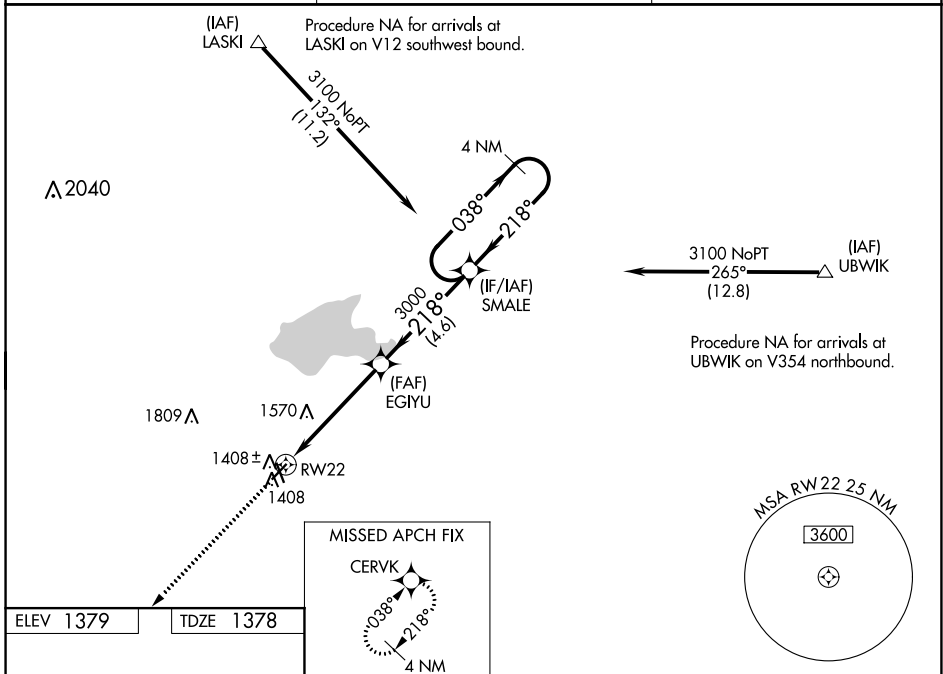 (IAF)
LASKI
Procedure NA for arrivals at
LASKI on V12 southwest bound.
3100 NoPT
132°
(11.2)
4 NM
2040
038°
218°
(IF/IAF)
SMALE
3100 NoPT
265°
(12.8)
(IAF)
UBWIK
3000
218°
(4.6)
Procedure NA for arrivals at
UBWIK on V354 northbound.
(FAF)
EGIYU
1809
1570
1408±
RW22
1408
MSA RW22 25 NM
3600
MISSED APCH FIX
CERVK
038°
218°
4 NM
ELEV 1379
TDZE 1378